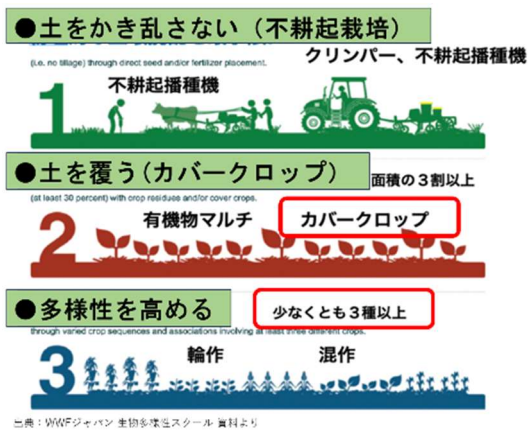 ●土をかき乱さない（不耕起栽培）
(i.e. no tillage) through direct seed and/or fertilizer placement.
クリンパー、不耕起播種機
不耕起播種機
1
●土を覆う(カバークロップ)
面積の３割以上
(at least 30 percent) with crop residues and/or cover crops.
有機物マルチ
カバークロップ
2
●多様性を高める
少なくとも３種以上
through varied crop sequences and associations involving at least three different crops.
輪作
混作
3
出典：WWFジャパン 生物多様性スクール 資料より